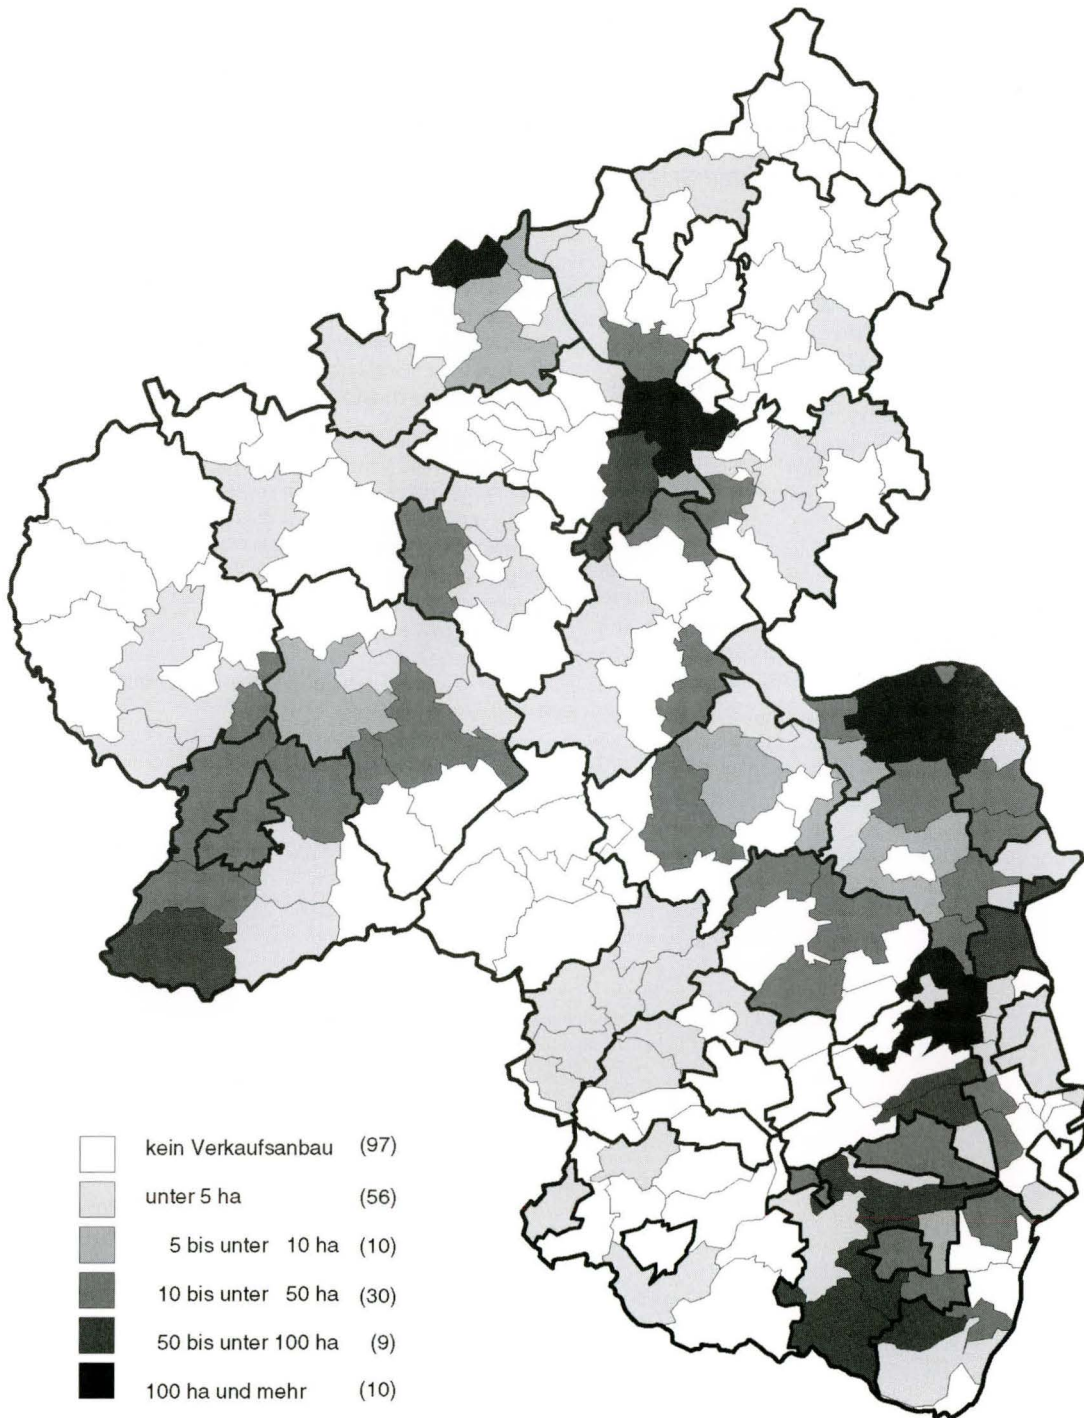 kein Verkaufsanbau (97)
unter 5 ha (56)
5 bis unter 10 ha (10)
10 bis unter 50 ha (30)
50 bis unter 100 ha (9)
100 ha und mehr (10)